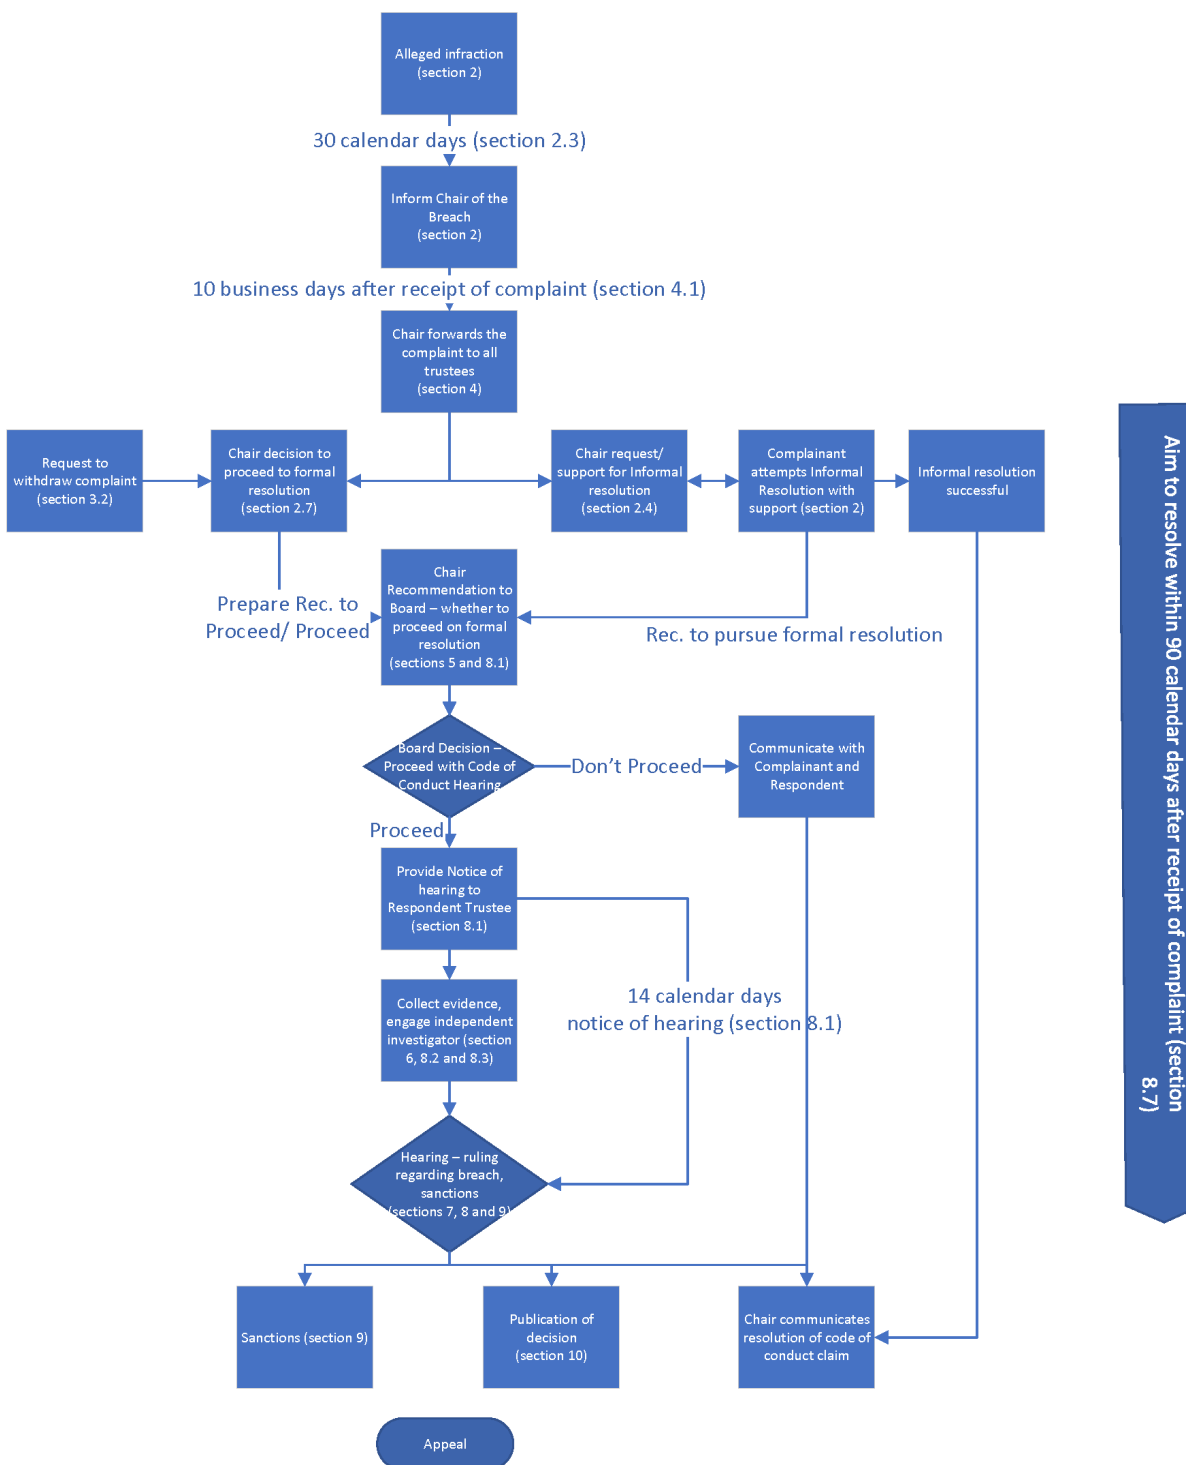 Alleged infraction
(section 2)
30 calendar days (section 2.3)
Inform Chair of the
Breach
(section 2)
10 business days after receipt of complaint (section 4.1)
Chair forwards the
complaint to all
trustees
(section 4)
Request to
withdraw complaint
(section 3.2)
Chair decision to
proceed to formal
resolution
(section 2.7)
Chair request/
support for Informal
resolution
(section 2.4)
Complainant
attempts Informal
Resolution with
support (section 2)
Informal resolution
successful
Prepare Rec. to
Proceed/ Proceed
Chair
Recommendation to
Board – whether to
proceed on formal
resolution
(sections 5 and 8.1)
Rec. to pursue formal resolution
Board Decision –
Proceed with Code of
Conduct Hearing
Don't Proceed
Communicate with
Complainant and
Respondent
Proceed
Provide Notice of
hearing to
Respondent Trustee
(section 8.1)
Collect evidence,
engage independent
investigator (section
6, 8.2 and 8.3)
14 calendar days
notice of hearing (section 8.1)
Hearing – ruling
regarding breach,
sanctions
(sections 7, 8 and 9)
Sanctions (section 9)
Publication of
decision
(section 10)
Chair communicates
resolution of code of
conduct claim
Appeal
Aim to resolve within 90 calendar days after receipt of complaint (section
8.7)